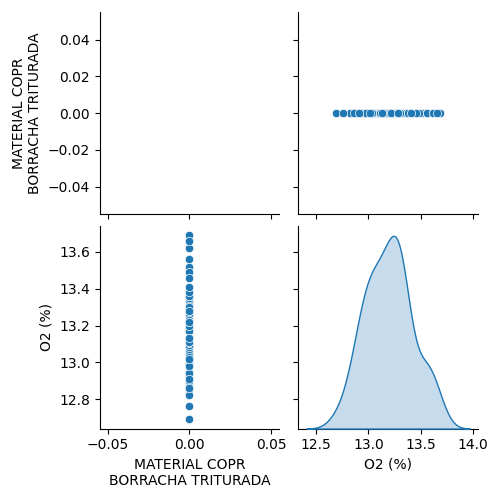 0.04
0.02
0.00
−0.02
−0.04
MATERIAL COPR
BORRACHA TRITURADA
13.6
13.4
13.2
13.0
12.8
O2 (%)
−0.05
0.00
0.05
MATERIAL COPR
BORRACHA TRITURADA
12.5
13.0
13.5
14.0
O2 (%)